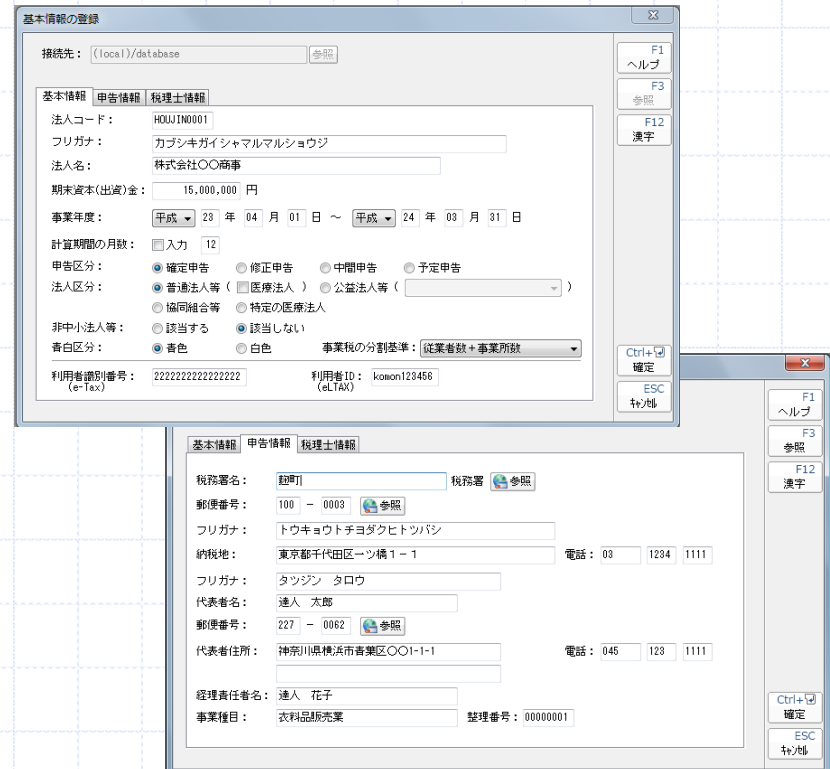 基本情報の登録
接続先： (local)/database 参照
基本情報 申告情報 税理士情報
法人コード： HOUJIN0001
フリガナ： カブシキガイシャマルマルショウジ
法人名： 株式会社〇〇商事
期末資本(出資)金： 15,000,000 円
事業年度： 平成 23 年 04 月 01 日 ～ 平成 24 年 03 月 31 日
計算期間の月数： 入力 12
申告区分： 確定申告 修正申告 中間申告 予定申告
法人区分： 普通法人等 ( 医療法人 ) 公益法人等 ( )
協同組合等 特定の医療法人
非中小法人等： 該当する 該当しない
青白区分： 青色 白色 事業税の分割基準： 従業者数＋事業所数
利用者識別番号： 2222222222222222 利用者ID： komon123456
(e-Tax) (eLTAX)
F1
ヘルプ
F3
参照
F12
漢字
Ctrl+
確定
ESC
ｷｬﾝｾﾙ
基本情報 申告情報 税理士情報
税務署名： 麹町 税務署 参照
郵便番号： 100 － 0003 参照
フリガナ： トウキョウトチヨダクヒトツバシ
納税地： 東京都千代田区一ツ橋１－１ 電話： 03 1234 1111
フリガナ： タツジン　タロウ
代表者名： 達人　太郎
郵便番号： 227 － 0062 参照
代表者住所： 神奈川県横浜市青葉区〇〇1-1-1 電話： 045 123 1111
経理責任者名： 達人　花子
事業種目： 衣料品販売業 整理番号： 00000001
F1
ヘルプ
F3
参照
F12
漢字
Ctrl+
確定
ESC
ｷｬﾝｾﾙ